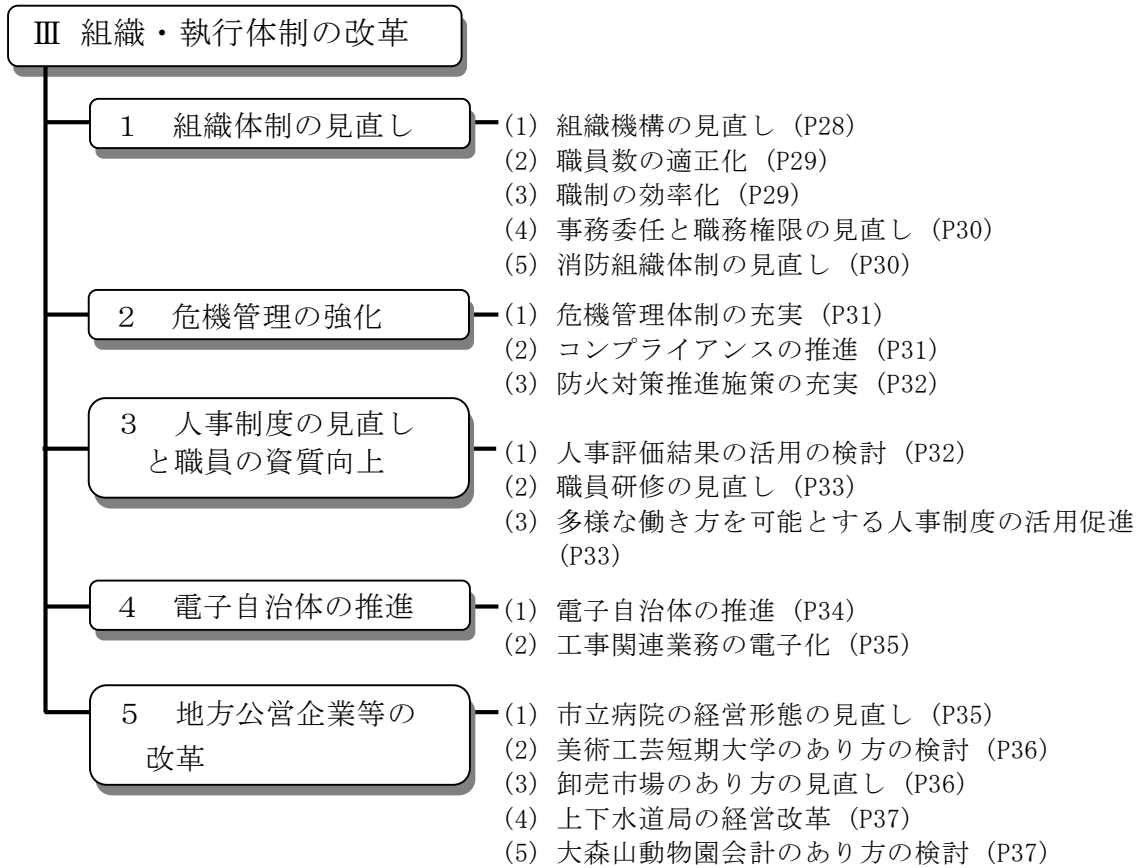 Ⅲ 組織・執行体制の改革
１ 組織体制の見直し
(1) 組織機構の見直し (P28)
(2) 職員数の適正化 (P29)
(3) 職制の効率化 (P29)
(4) 事務委任と職務権限の見直し (P30)
(5) 消防組織体制の見直し (P30)
２ 危機管理の強化
(1) 危機管理体制の充実 (P31)
(2) コンプライアンスの推進 (P31)
(3) 防火対策推進施策の充実 (P32)
３ 人事制度の見直し
と職員の資質向上
(1) 人事評価結果の活用の検討 (P32)
(2) 職員研修の見直し (P33)
(3) 多様な働き方を可能とする人事制度の活用促進
(P33)
４ 電子自治体の推進
(1) 電子自治体の推進 (P34)
(2) 工事関連業務の電子化 (P35)
５ 地方公営企業等の
改革
(1) 市立病院の経営形態の見直し (P35)
(2) 美術工芸短期大学のあり方の検討 (P36)
(3) 卸売市場のあり方の見直し (P36)
(4) 上下水道局の経営改革 (P37)
(5) 大森山動物園会計のあり方の検討 (P37)